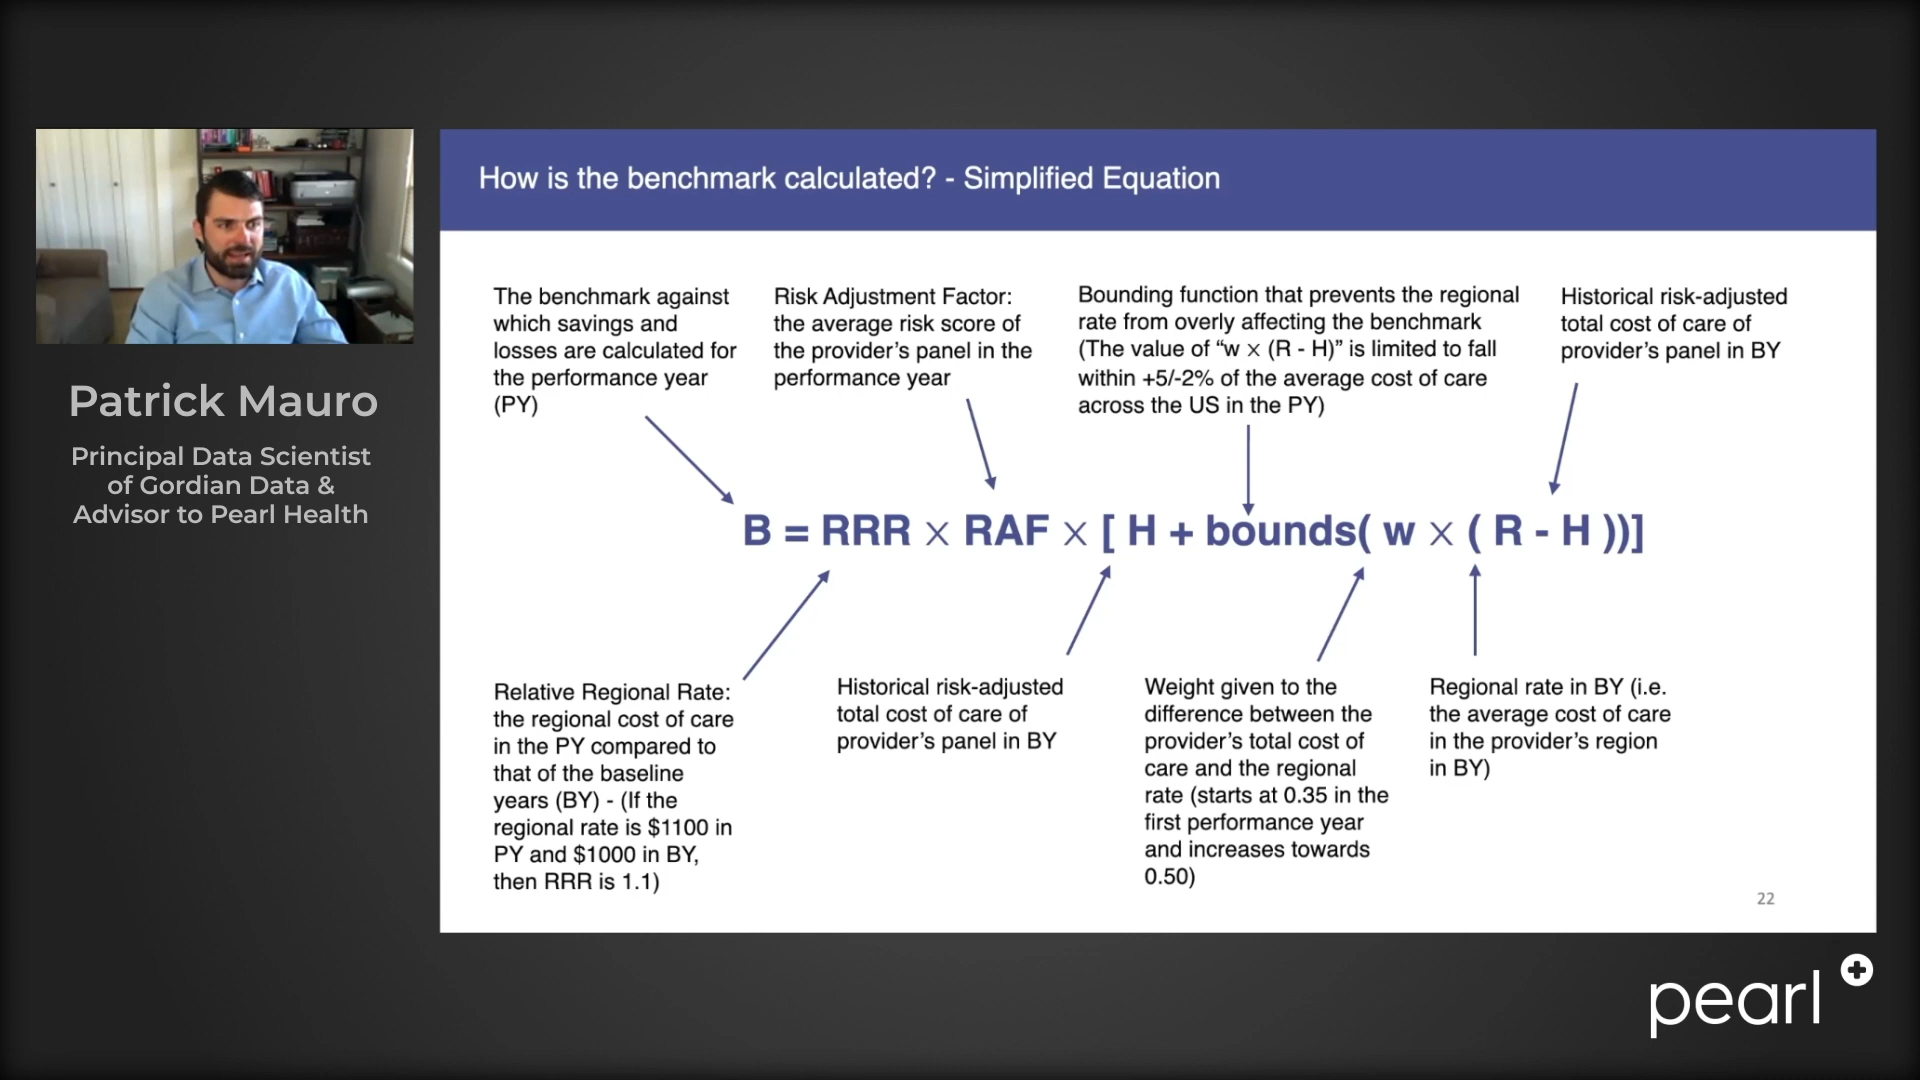 How is the benchmark calculated? - Simplified Equation
The benchmark against
which savings and
losses are calculated for
the performance year
(PY)
Risk Adjustment Factor:
the average risk score of
the provider's panel in the
performance year
Bounding function that prevents the regional
rate from overly affecting the benchmark
(The value of “w × (R - H)” is limited to fall
within +5/-2% of the average cost of care
across the US in the PY)
Historical risk-adjusted
total cost of care of
provider's panel in BY
B = RRR × RAF × [ H + bounds( w × ( R - H ))]
Relative Regional Rate:
the regional cost of care
in the PY compared to
that of the baseline
years (BY) - (If the
regional rate is $1100 in
PY and $1000 in BY,
then RRR is 1.1)
Historical risk-adjusted
total cost of care of
provider's panel in BY
Weight given to the
difference between the
provider's total cost of
care and the regional
rate (starts at 0.35 in the
first performance year
and increases towards
0.50)
Regional rate in BY (i.e.
the average cost of care
in the provider's region
in BY)
22
Patrick Mauro
Principal Data Scientist
of Gordian Data &
Advisor to Pearl Health
pearl